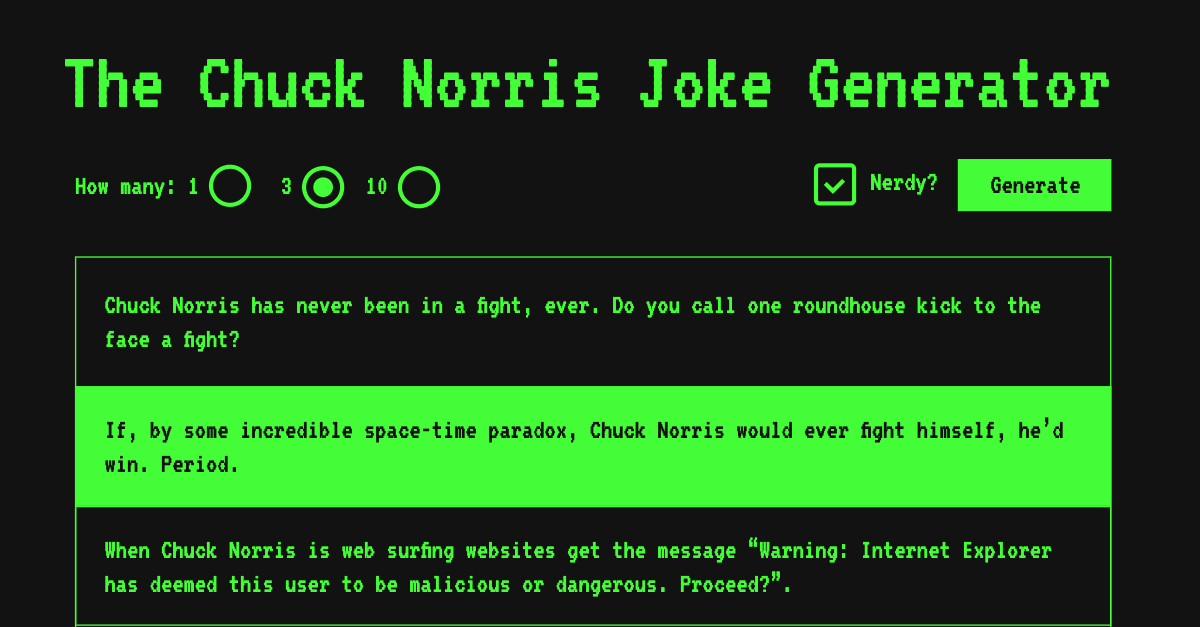 The Chuck Norris Joke Generator
How many: 1 3 10 Nerdy? Generate
Chuck Norris has never been in a fight, ever. Do you call one roundhouse kick to the
face a fight?
If, by some incredible space-time paradox, Chuck Norris would ever fight himself, he’d
win. Period.
When Chuck Norris is web surfing websites get the message “Warning: Internet Explorer
has deemed this user to be malicious or dangerous. Proceed?”.